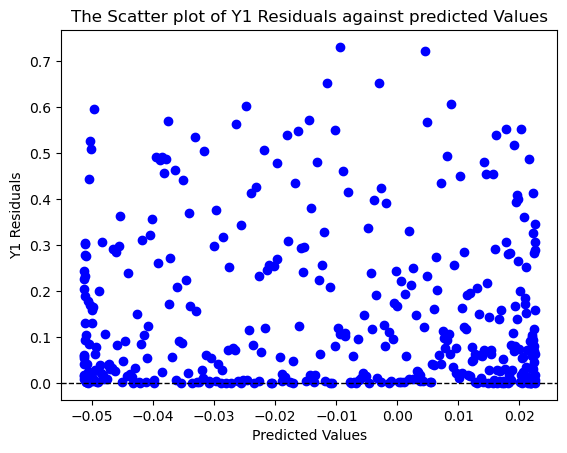 The Scatter plot of Y1 Residuals against predicted Values
Y1 Residuals
0.7
0.6
0.5
0.4
0.3
0.2
0.1
0.0
−0.05 −0.04 −0.03 −0.02 −0.01 0.00 0.01 0.02
Predicted Values